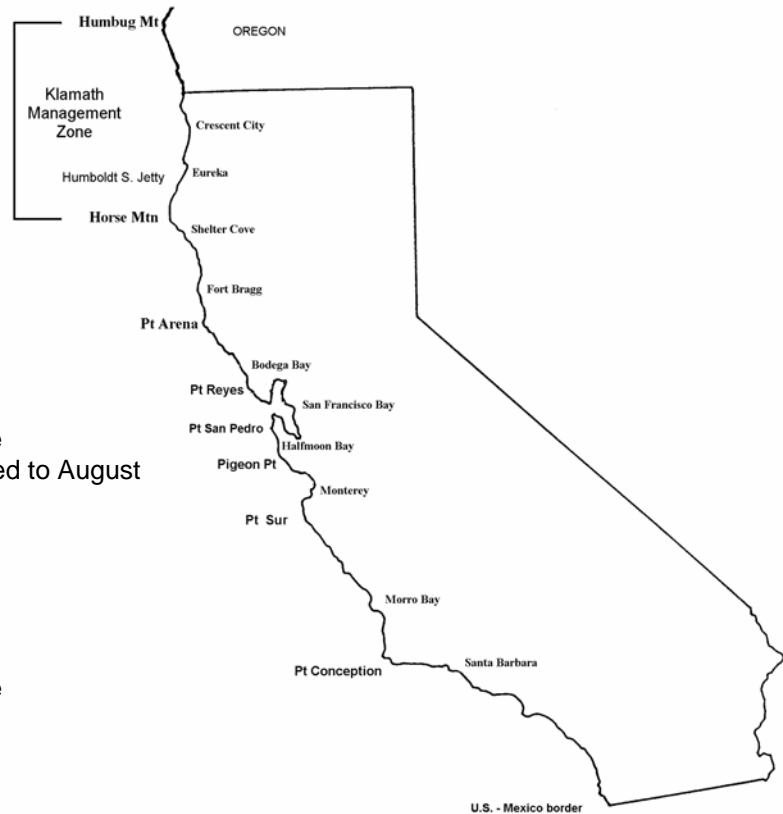 Humbug Mt
OREGON
Klamath
Management
Zone
Crescent City
Humboldt S. Jetty
Eureka
Horse Mtn
Shelter Cove
Fort Bragg
Pt Arena
Bodega Bay
Pt Reyes
San Francisco Bay
Pt San Pedro
Halfmoon Bay
e
ed to August
Pigeon Pt
Monterey
Pt Sur
Morro Bay
Pt Conception
Santa Barbara
e
U.S. - Mexico border